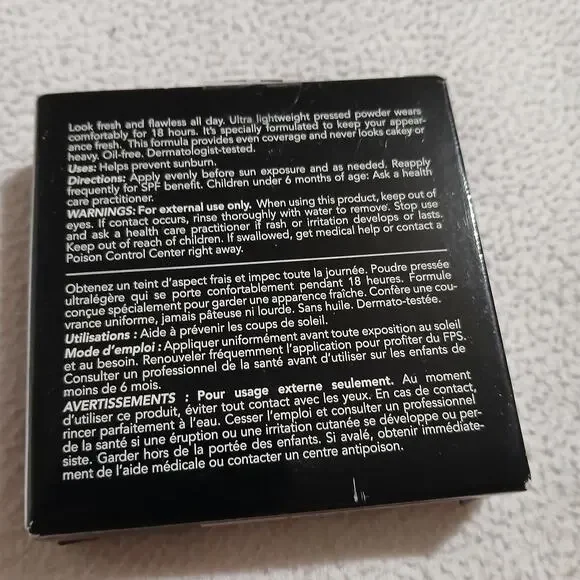 Look fresh and flawless all day. Ultra lightweight pressed powder wears
comfortably for 18 hours. It's specially formulated to keep your appear-
ance fresh. This formula provides even coverage and never looks cakey or
heavy. Oil-free. Dermatologist-tested.
Uses: Helps prevent sunburn.
Directions: Apply evenly before sun exposure and as needed. Reapply
frequently for SPF benefit. Children under 6 months of age: Ask a health
care practitioner.
WARNINGS: For external use only. When using this product, keep out of
eyes. If contact occurs, rinse thoroughly with water to remove. Stop use
and ask a health care practitioner if rash or irritation develops or lasts.
Keep out of reach of children. If swallowed, get medical help or contact a
Poison Control Center right away.
Obtenez un teint d'aspect frais et impec toute la journée. Poudre pressée
ultralégère qui se porte confortablement pendant 18 heures. Formule
conçue spécialement pour garder une apparence fraîche. Confère une cou-
vrance uniforme, jamais pâteuse ni lourde. Sans huile. Dermato-testée.
Utilisations : Aide à prévenir les coups de soleil.
Mode d'emploi : Appliquer uniformément avant toute exposition au soleil
et au besoin. Renouveler fréquemment l'application pour profiter du FPS.
Consulter un professionnel de la santé avant d'utiliser sur les enfants de
moins de 6 mois.
AVERTISSEMENTS : Pour usage externe seulement. Au moment
d'utiliser ce produit, éviter tout contact avec les yeux. En cas de contact,
rincer parfaitement à l'eau. Cesser l'emploi et consulter un professionnel
de la santé si une éruption ou une irritation cutanée se développe ou per-
siste. Garder hors de la portée des enfants. Si avalé, obtenir immédiate-
ment de l'aide médicale ou contacter un centre antipoison.